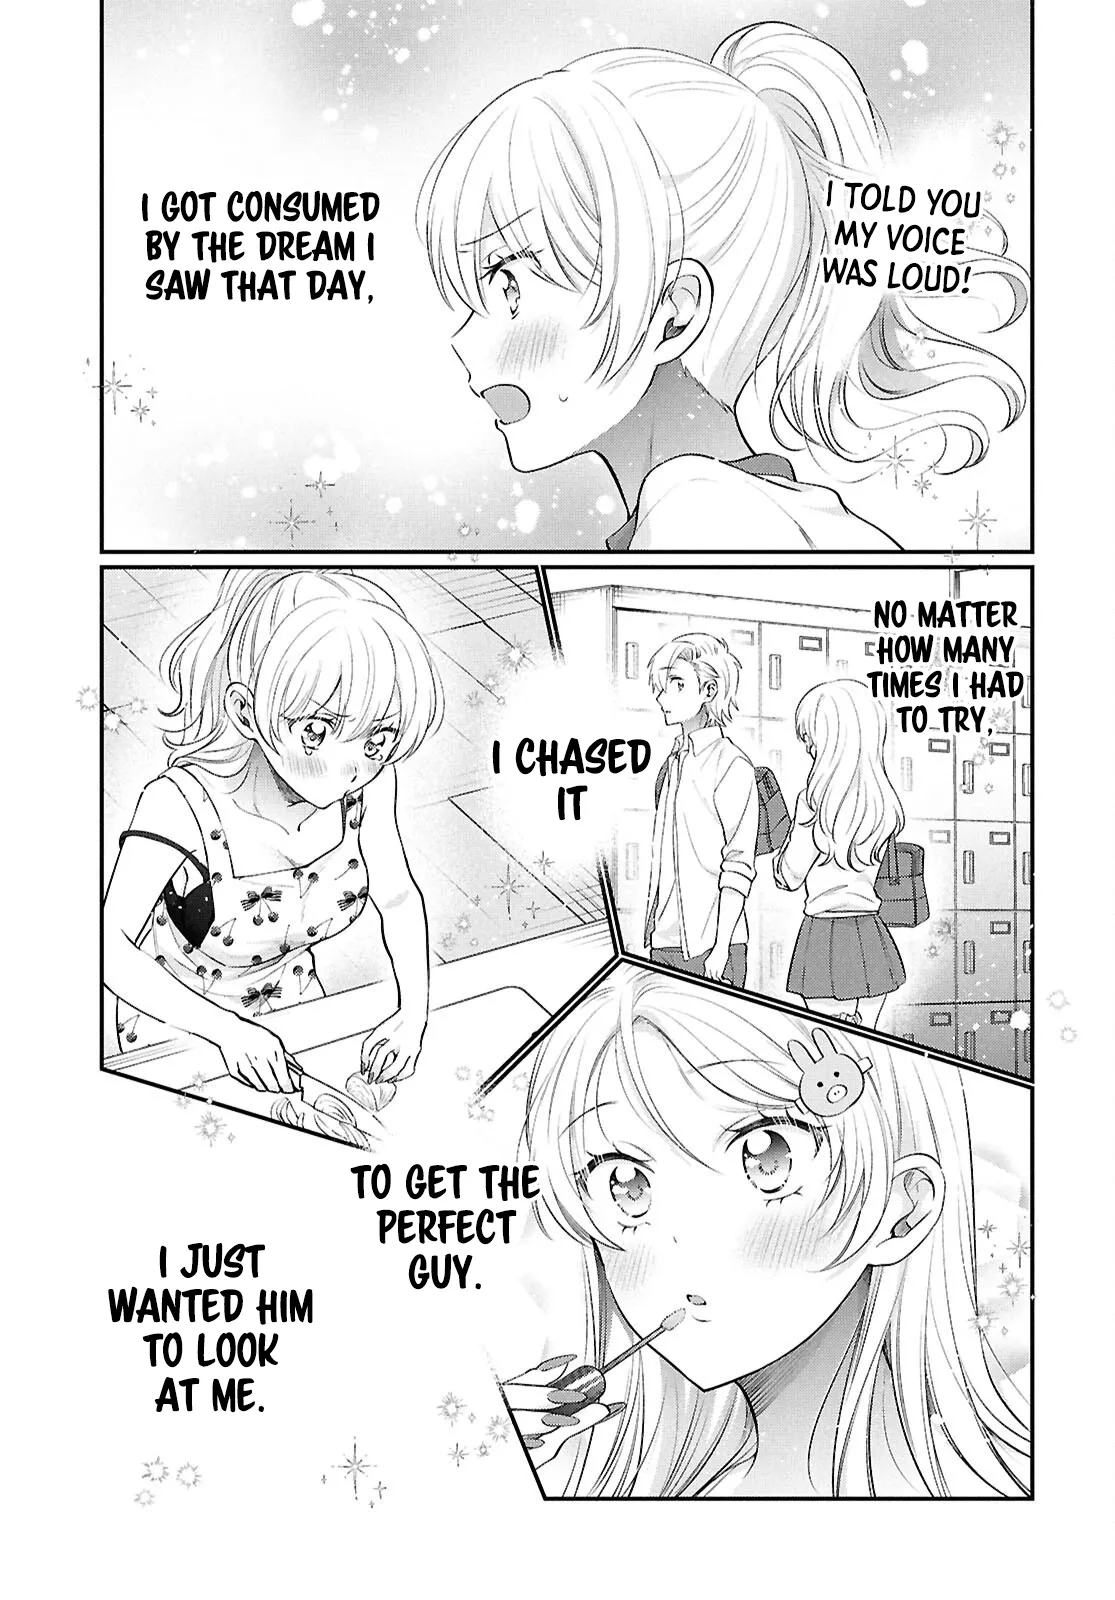 I TOLD YOU
MY VOICE
WAS LOUD!
I GOT CONSUMED
BY THE DREAM I
SAW THAT DAY,
NO MATTER
HOW MANY
TIMES I HAD
TO TRY,
I CHASED
IT
TO GET THE
PERFECT
GUY.
I JUST
WANTED HIM
TO LOOK
AT ME.